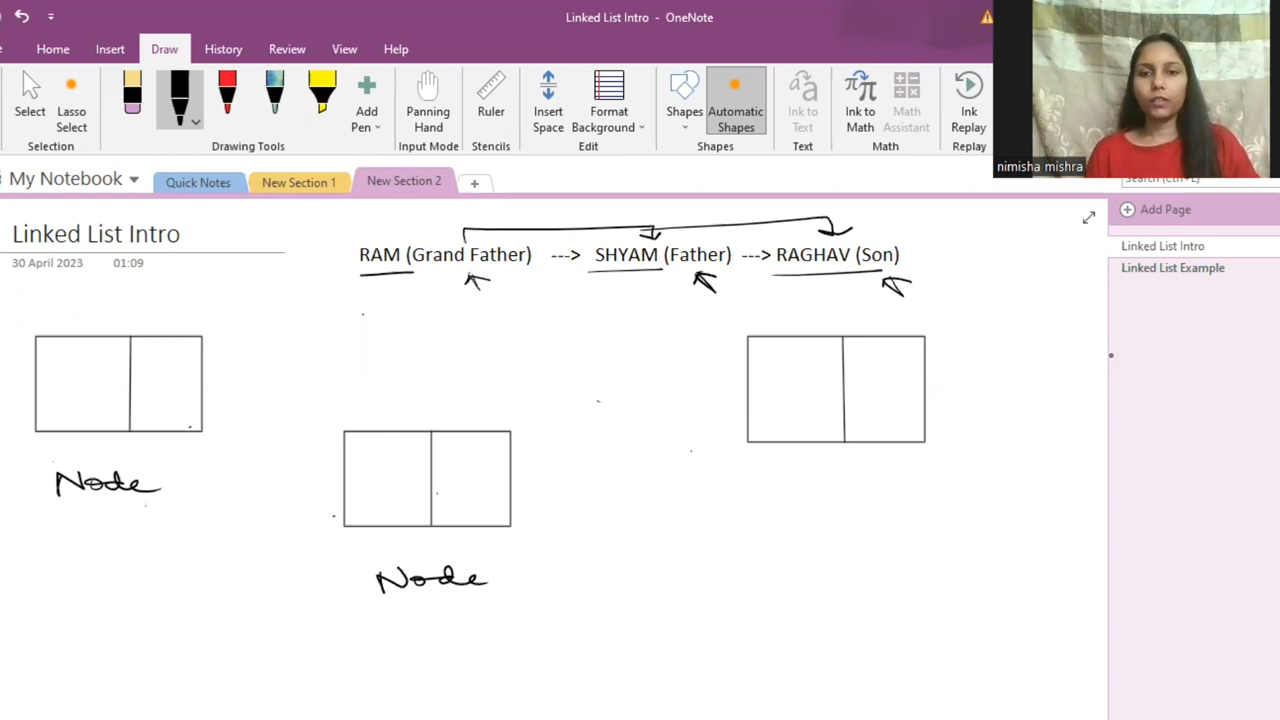 Linked List Intro - OneNote
Home Insert Draw History Review View Help
Select
Lasso Select
Add Pen
Panning Hand
Ruler
Insert Space
Format Background
Shapes
Automatic Shapes
Ink to Text
Ink to Math
Math Assistant
Ink Replay
Selection Drawing Tools Input Mode Stencils Edit Shapes Text Math Replay
nimisha mishra
My Notebook Quick Notes New Section 1 New Section 2
Search (Ctrl+E)
Add Page
Linked List Intro
Linked List Example
Linked List Intro
30 April 2023 01:09
RAM (Grand Father) ---> SHYAM (Father) ---> RAGHAV (Son)
Node
Node